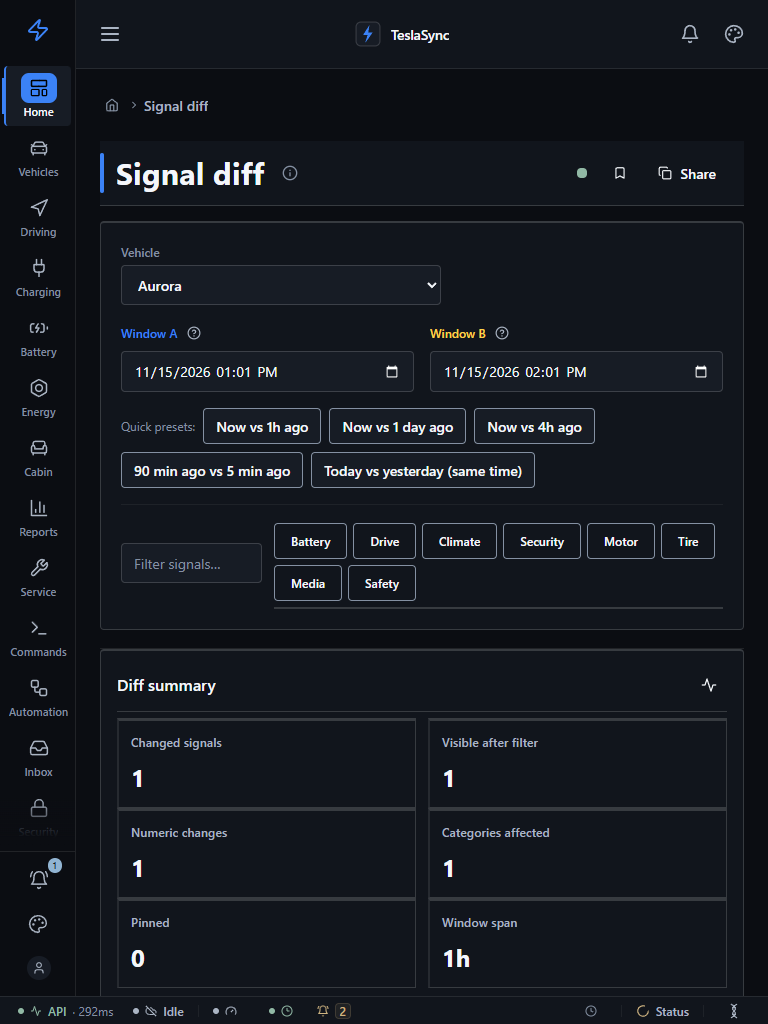 TeslaSync
Home
Vehicles
Driving
Charging
Battery
Energy
Cabin
Reports
Service
Commands
Automation
Inbox
Security
1
Signal diff
Signal diff
Share
Vehicle
Aurora
Window A
Window B
11/15/2026 01:01 PM
11/15/2026 02:01 PM
Quick presets: Now vs 1h ago Now vs 1 day ago Now vs 4h ago
90 min ago vs 5 min ago Today vs yesterday (same time)
Filter signals...
Battery Drive Climate Security Motor Tire
Media Safety
Diff summary
Changed signals
1
Visible after filter
1
Numeric changes
1
Categories affected
1
Pinned
0
Window span
1h
API · 292ms Idle 2 Status